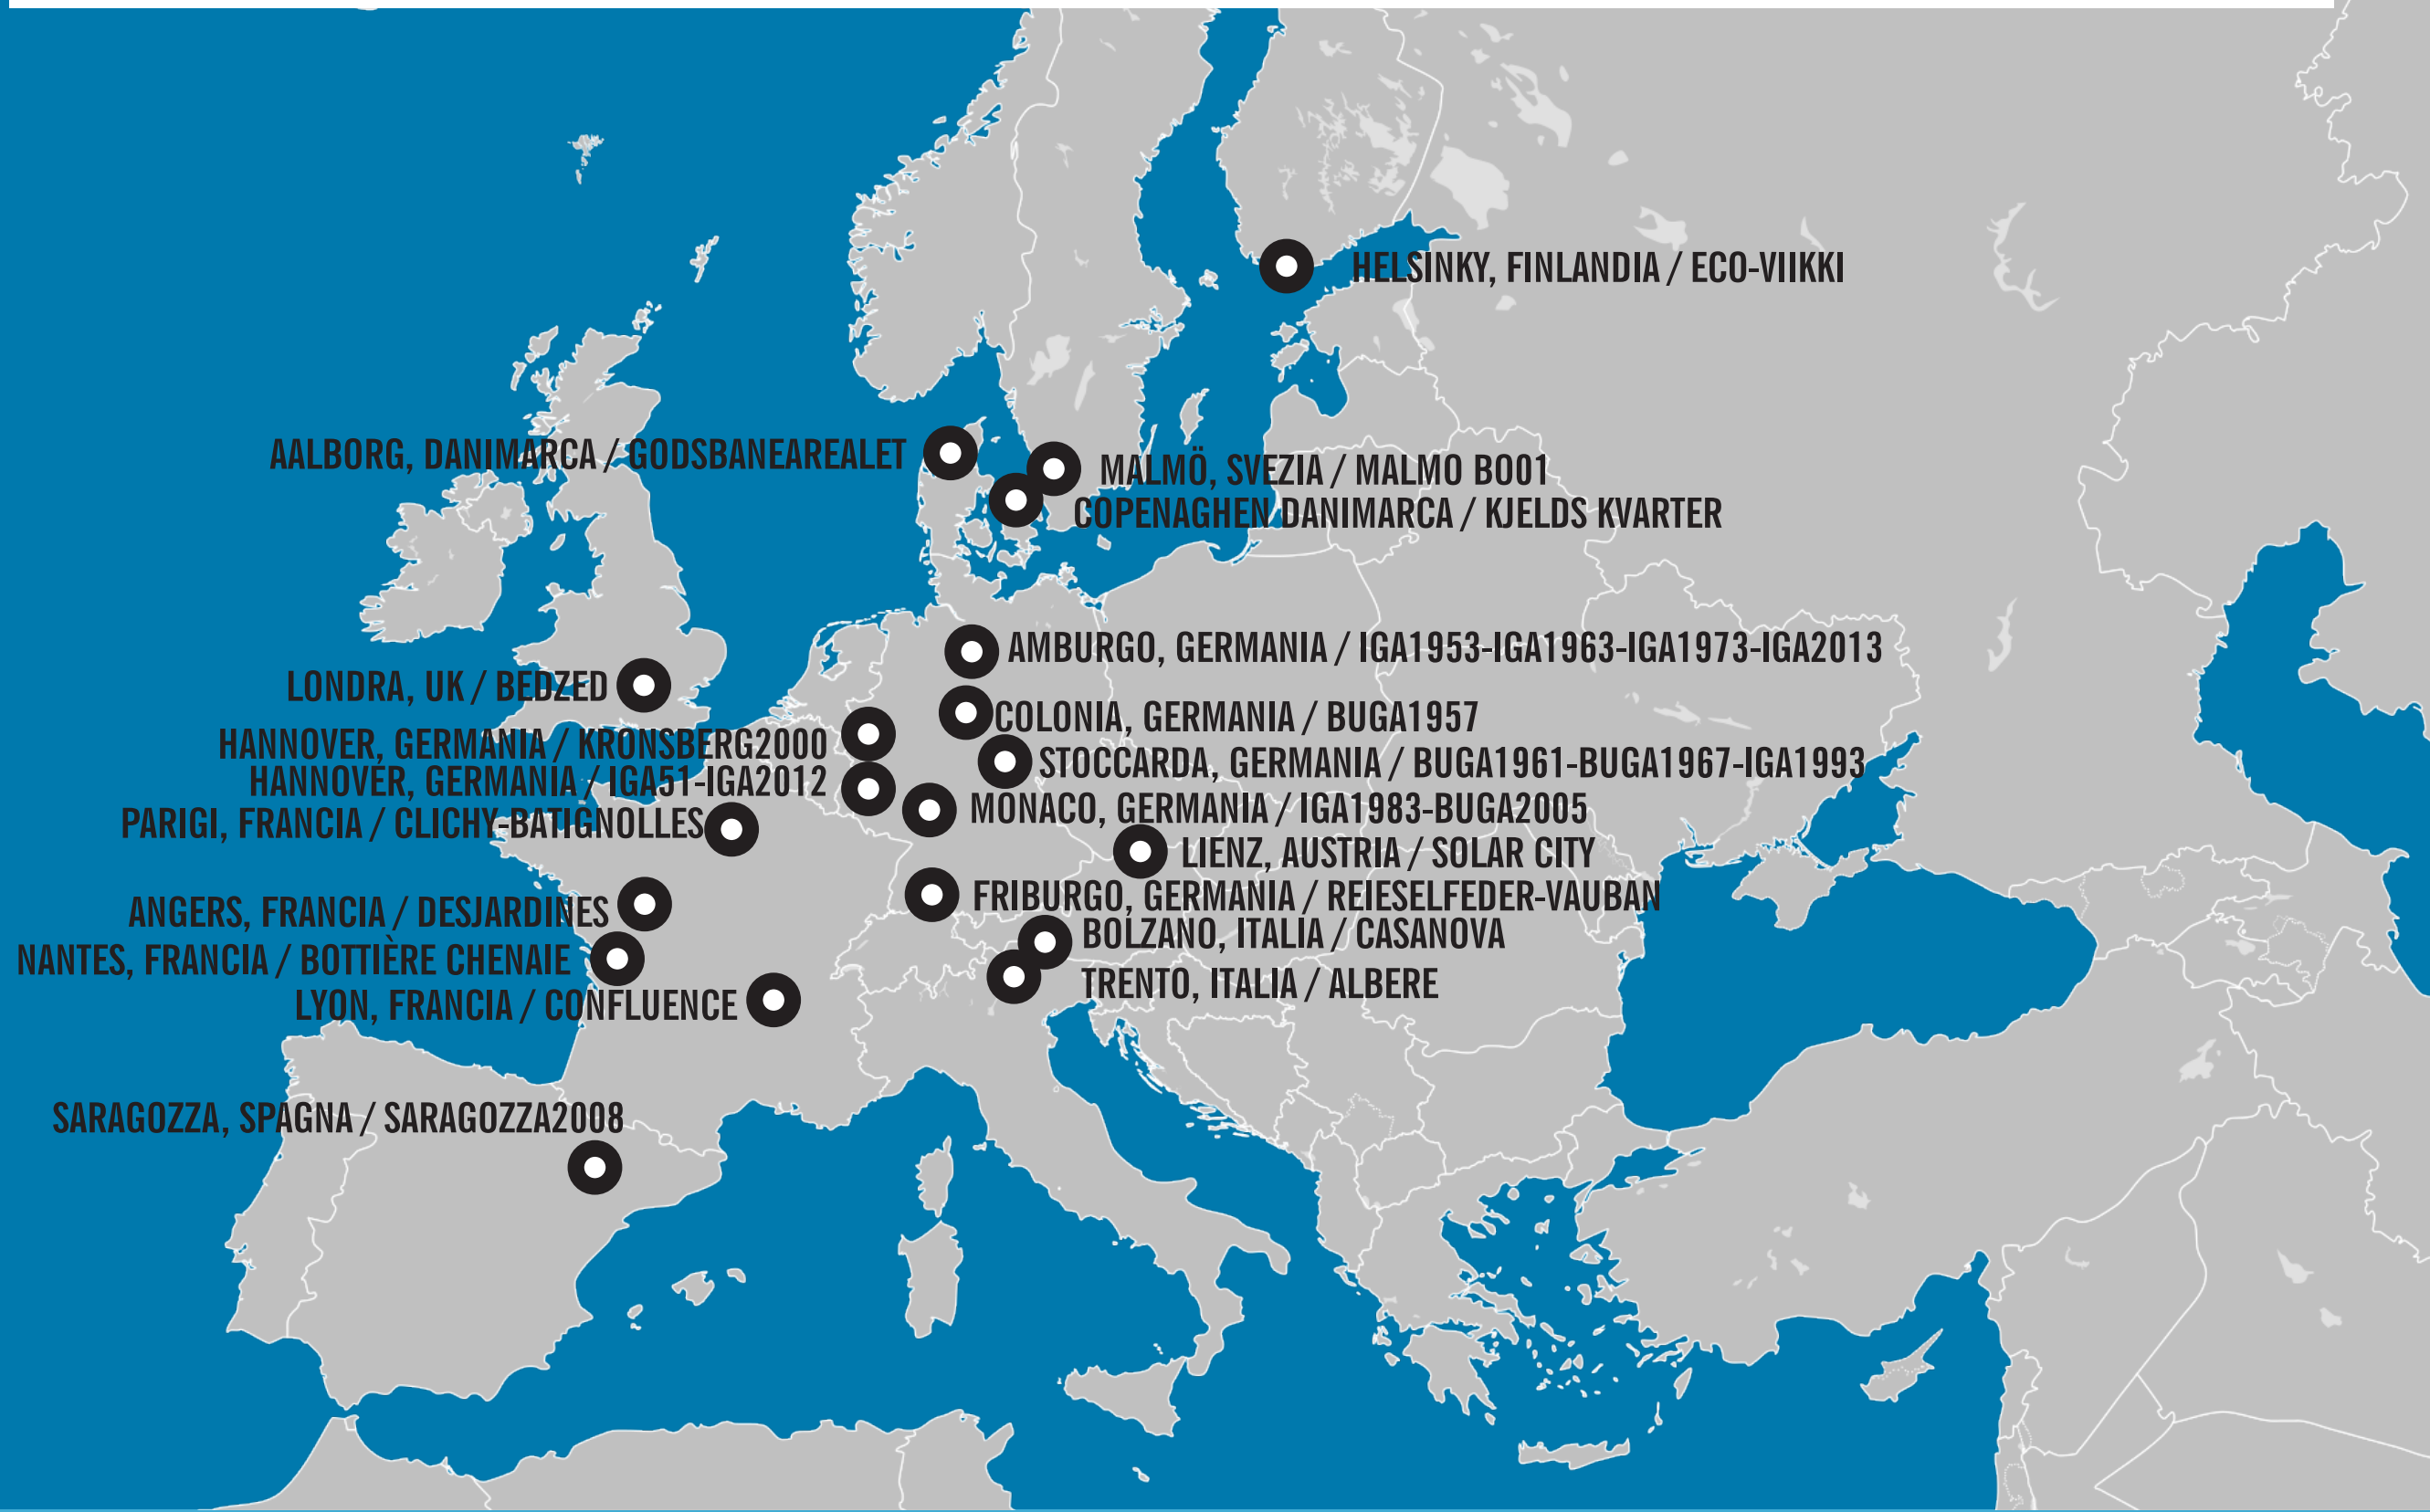 HELSINKY, FINLANDIA / ECO-VIIKKI
AALBORG, DANIMARCA / GODSBANEAREALET
MALMÖ, SVEZIA / MALMO BO01
COPENAGHEN DANIMARCA / KJELDS KVARTER
AMBURGO, GERMANIA / IGA1953-IGA1963-IGA1973-IGA2013
LONDRA, UK / BEDZED
COLONIA, GERMANIA / BUGA1957
HANNOVER, GERMANIA / KRONSBERG2000
STOCCARDA, GERMANIA / BUGA1961-BUGA1967-IGA1993
HANNOVER, GERMANIA / IGA51-IGA2012
MONACO, GERMANIA / IGA1983-BUGA2005
PARIGI, FRANCIA / CLICHY-BATIGNOLLES
LIENZ, AUSTRIA / SOLAR CITY
FRIBURGO, GERMANIA / REIESELFEDER-VAUBAN
ANGERS, FRANCIA / DESJARDINES
BOLZANO, ITALIA / CASANOVA
NANTES, FRANCIA / BOTTIÈRE CHENAIE
TRENTO, ITALIA / ALBERE
LYON, FRANCIA / CONFLUENCE
SARAGOZZA, SPAGNA / SARAGOZZA2008